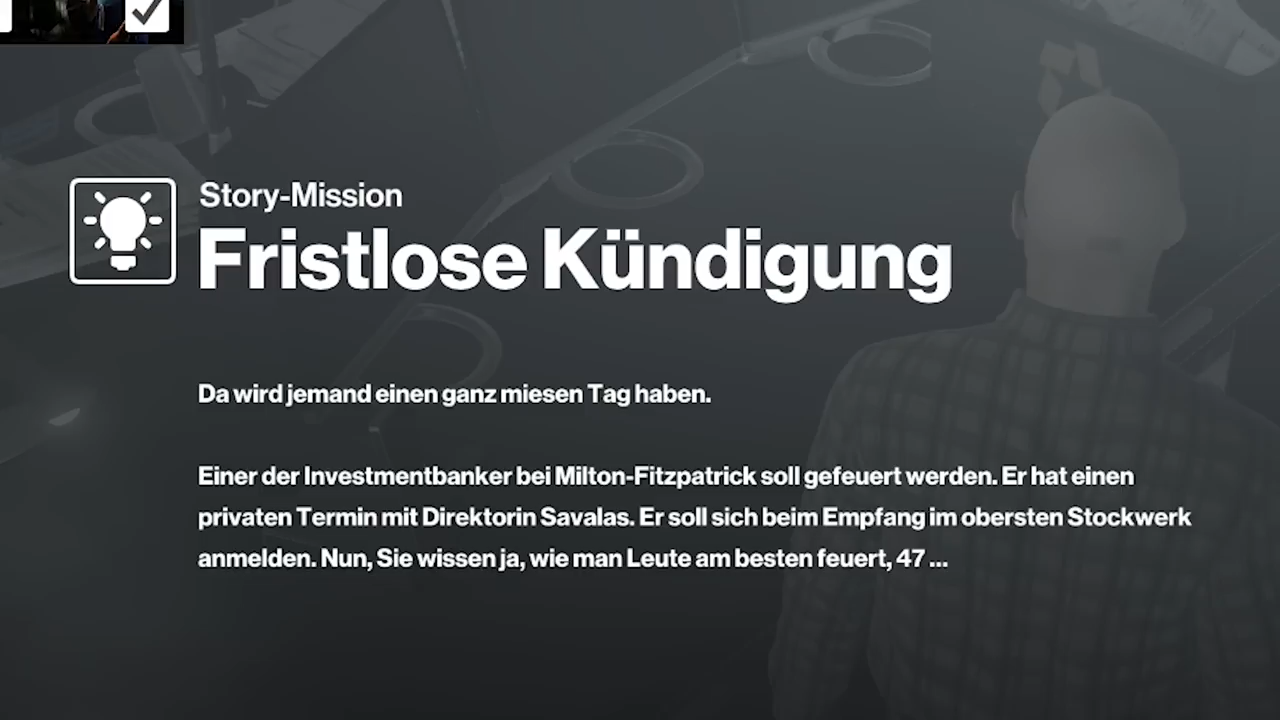 Story-Mission
Fristlose Kündigung
Da wird jemand einen ganz miesen Tag haben.
Einer der Investmentbanker bei Milton-Fitzpatrick soll gefeuert werden. Er hat einen
privaten Termin mit Direktorin Savalas. Er soll sich beim Empfang im obersten Stockwerk
anmelden. Nun, Sie wissen ja, wie man Leute am besten feuert, 47 ...